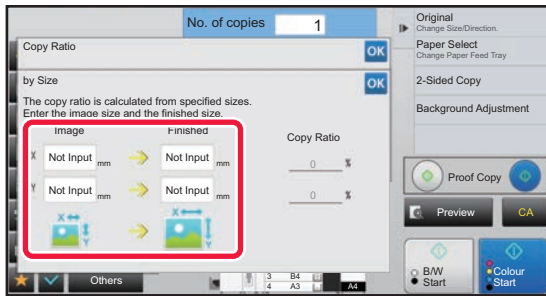 No. of copies 1
Original
Change Size/Direction.
Paper Select
Change Paper Feed Tray
2-Sided Copy
Background Adjustment
Copy Ratio OK
by Size OK
The copy ratio is calculated from specified sizes.
Enter the image size and the finished size.
Image Finished
Copy Ratio
X Not Input mm Not Input mm 0 %
Y Not Input mm Not Input mm 0 %
X X
Y Y
Proof Copy
Preview CA
B/W
Start
Colour
Start
Others
3 B4
4 A3
A4